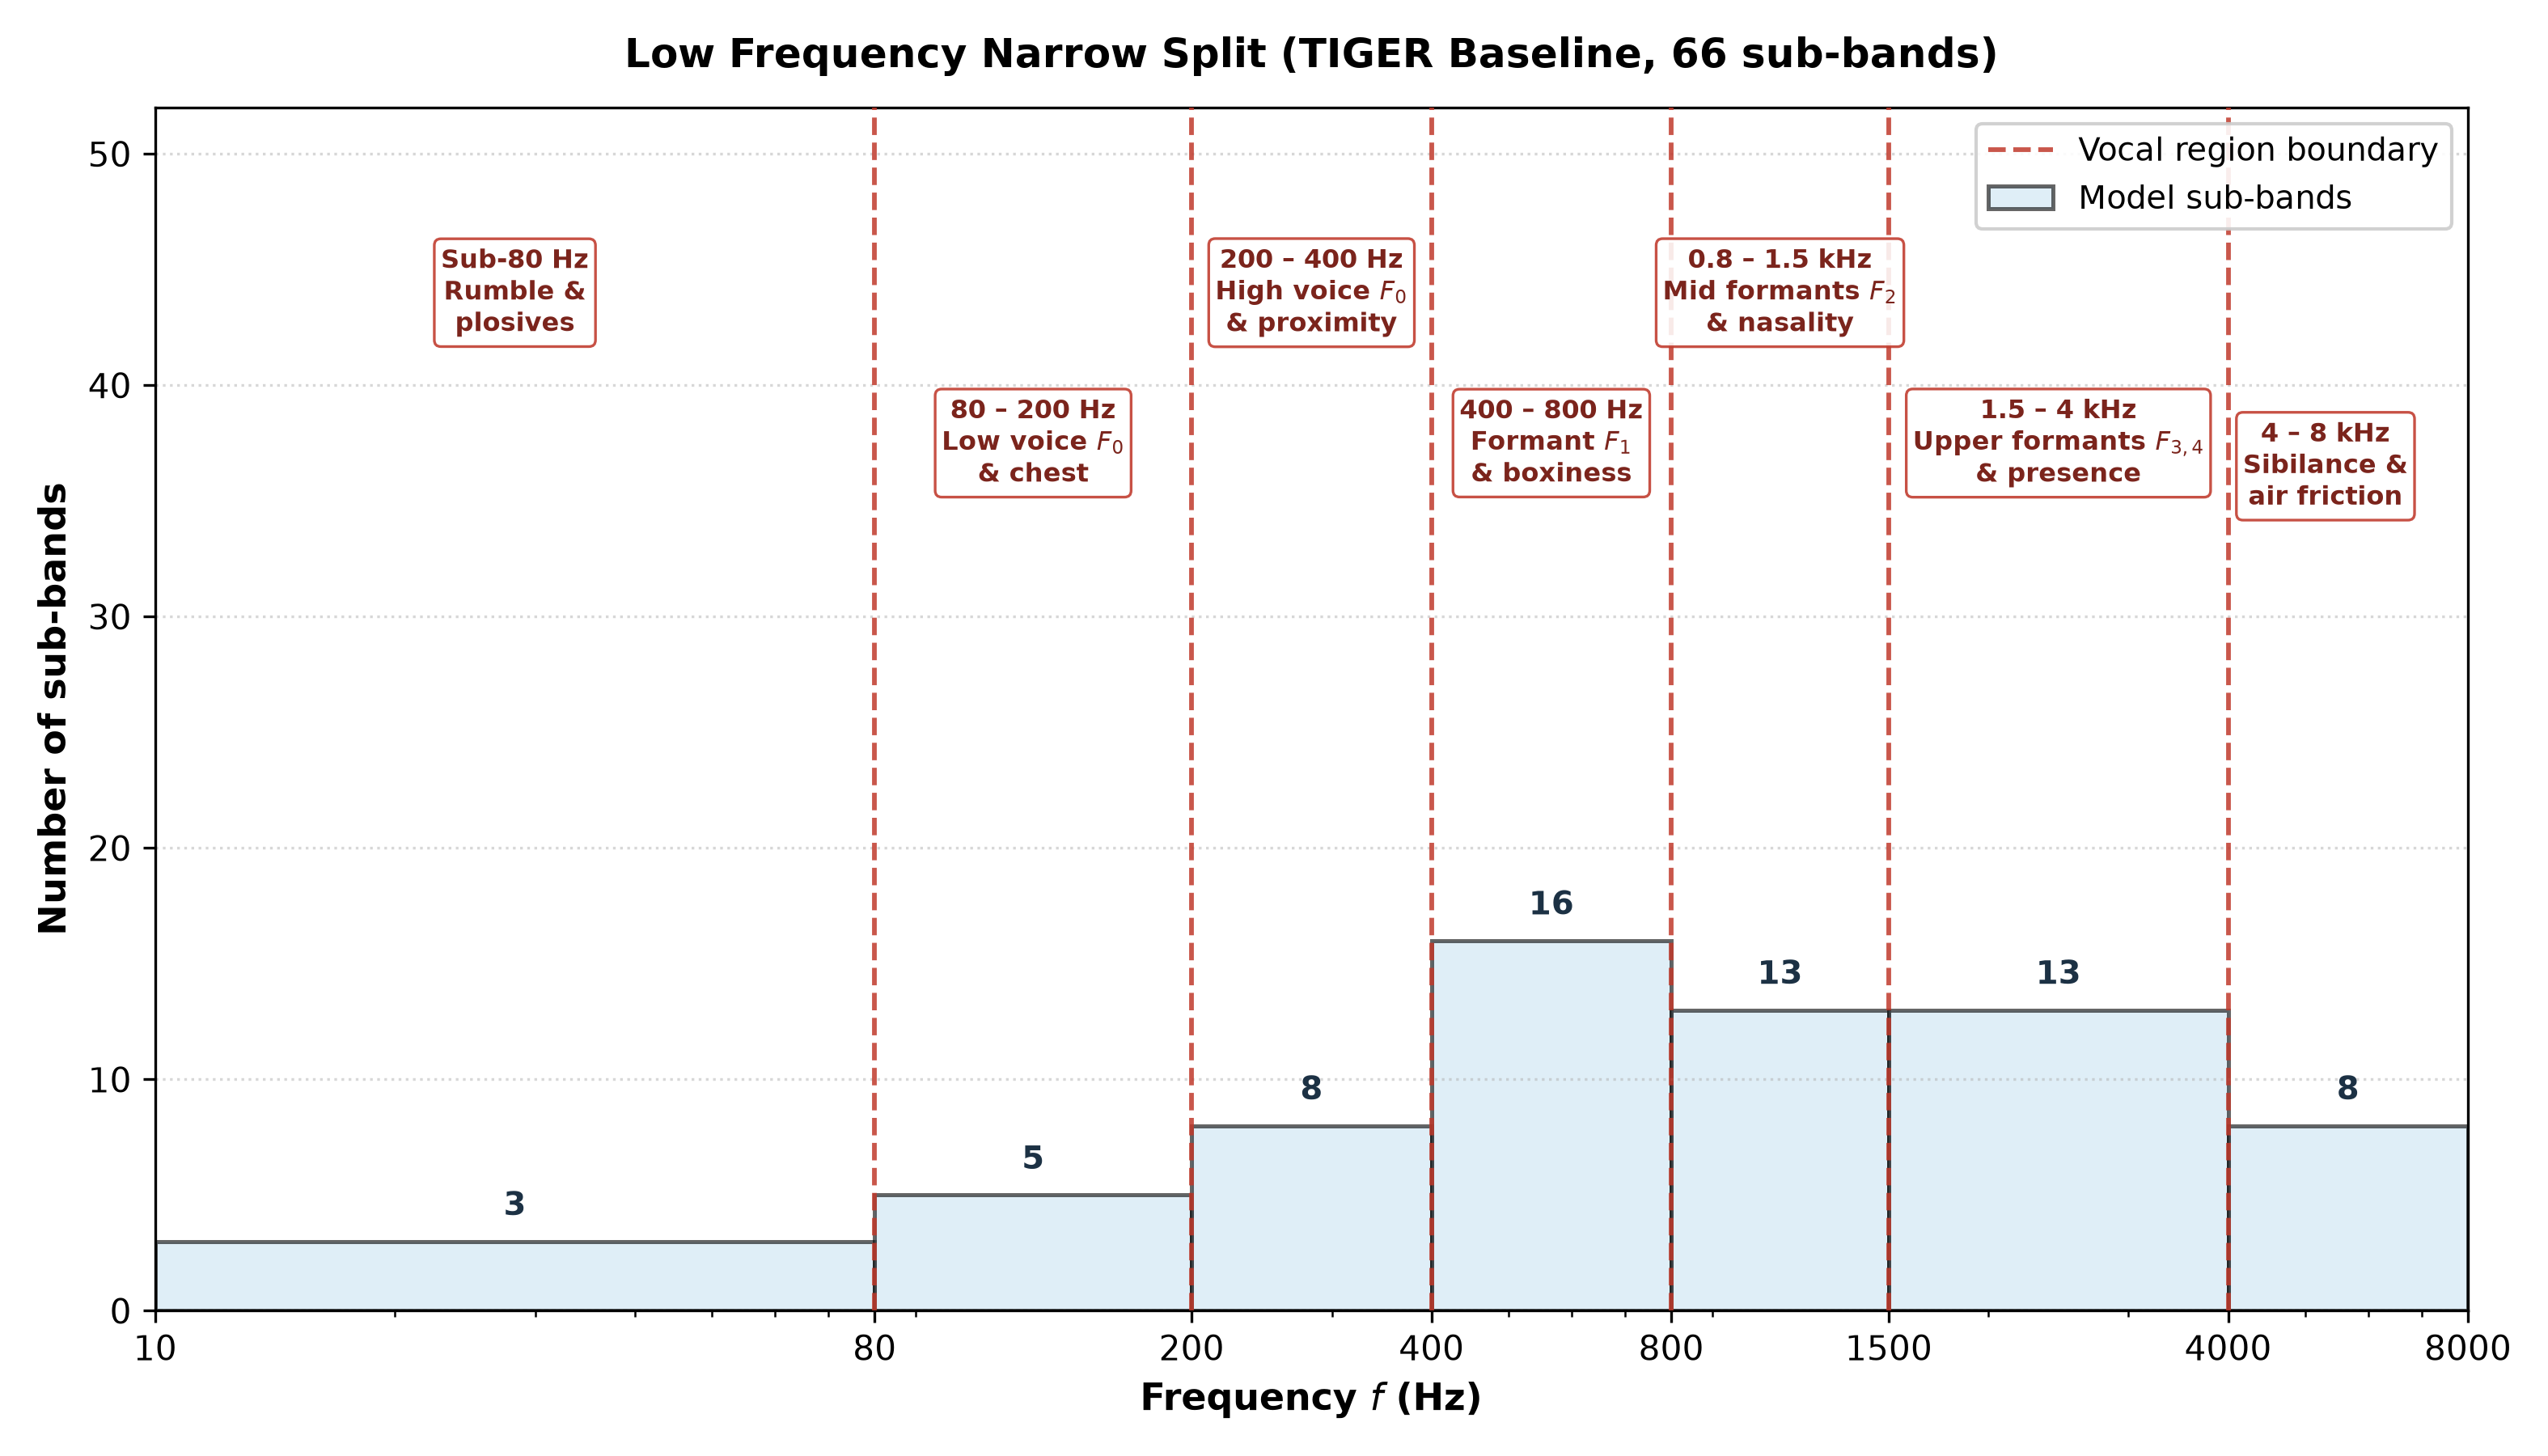 Low Frequency Narrow Split (TIGER Baseline, 66 sub-bands)
Vocal region boundary
Model sub-bands
Number of sub-bands
50
40
30
20
10
0
Sub-80 Hz
Rumble &
plosives
80 – 200 Hz
Low voice F₀
& chest
200 – 400 Hz
High voice F₀
& proximity
400 – 800 Hz
Formant F₁
& boxiness
0.8 – 1.5 kHz
Mid formants F₂
& nasality
1.5 – 4 kHz
Upper formants F₃,₄
& presence
4 – 8 kHz
Sibilance &
air friction
3
5
8
16
13
13
8
10
80
200
400
800
1500
4000
8000
Frequency f (Hz)